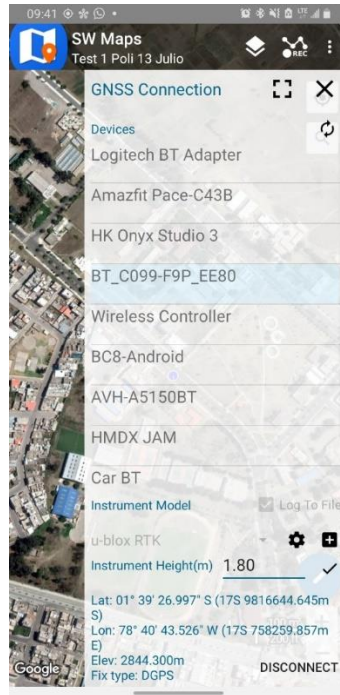 09:41
SW Maps
Test 1 Poli 13 Julio
REC
GNSS Connection
Devices
Logitech BT Adapter
Amazfit Pace-C43B
HK Onyx Studio 3
BT_C099-F9P_EE80
Wireless Controller
BC8-Android
AVH-A5150BT
HMDX JAM
Car BT
Instrument Model
Log To File
u-blox RTK
Instrument Height(m) 1.80
Lat: 01° 39' 26.997" S (17S 9816644.645m
S)
Lon: 78° 40' 43.526" W (17S 758259.857m
E)
Elev: 2844.300m
Fix type: DGPS
DISCONNECT
Google